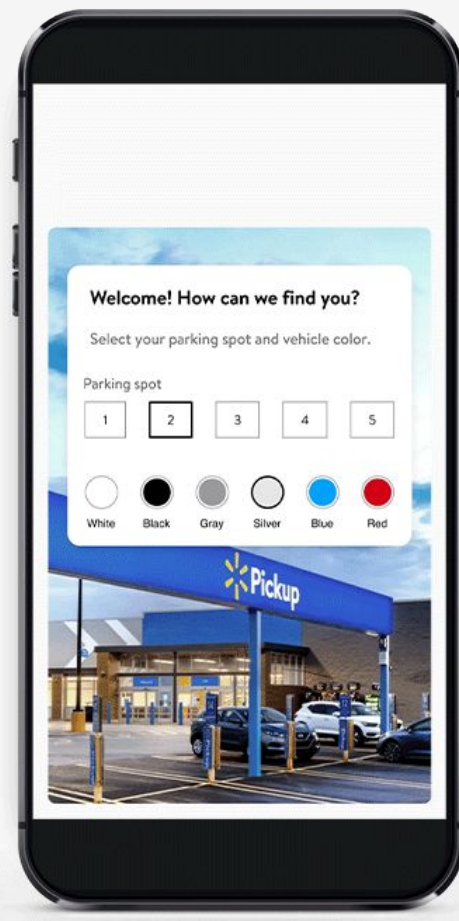 Welcome! How can we find you?
Select your parking spot and vehicle color.
Parking spot
1 2 3 4 5
White Black Gray Silver Blue Red
Pickup